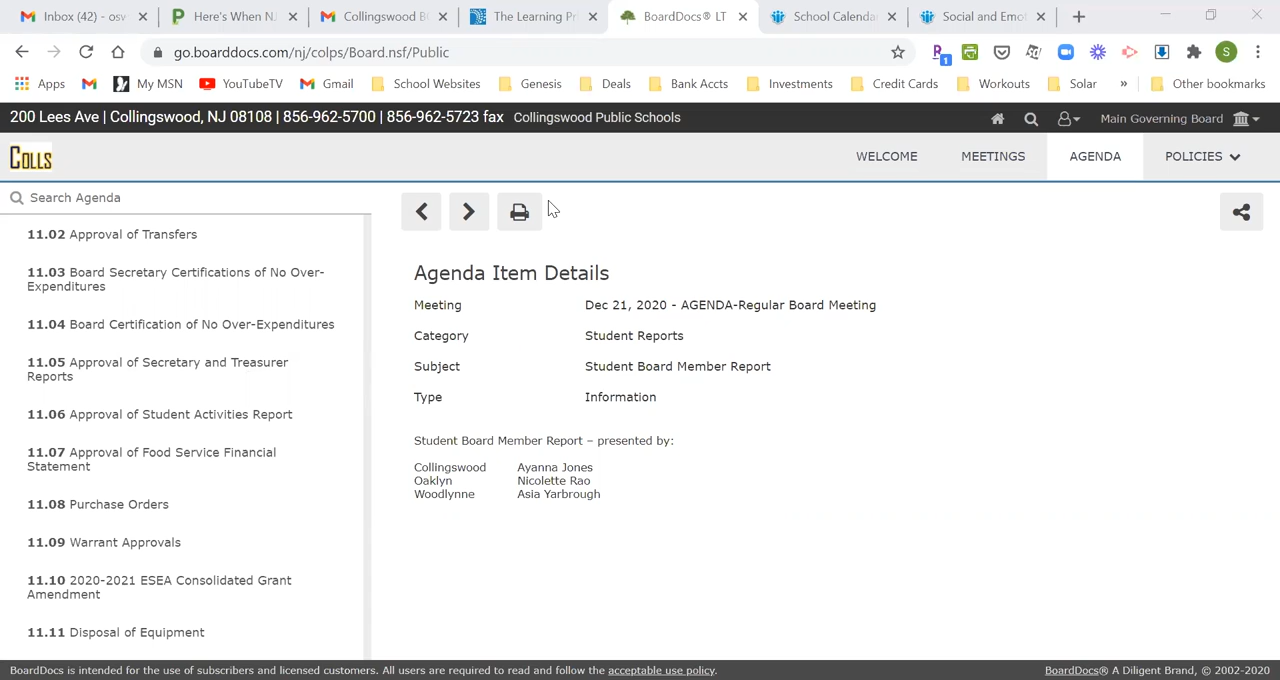 Inbox (42) - osw
Here's When NJ
Collingswood BO
The Learning Pr
BoardDocs® LT
School Calenda
Social and Emot
go.boarddocs.com/nj/colps/Board.nsf/Public
Apps
My MSN
YouTubeTV
Gmail
School Websites
Genesis
Deals
Bank Accts
Investments
Credit Cards
Workouts
Solar
»
Other bookmarks
200 Lees Ave | Collingswood, NJ 08108 | 856-962-5700 | 856-962-5723 fax Collingswood Public Schools
Main Governing Board
COLLS
WELCOME
MEETINGS
AGENDA
POLICIES
Search Agenda
11.02 Approval of Transfers
11.03 Board Secretary Certifications of No Over-
Expenditures
11.04 Board Certification of No Over-Expenditures
11.05 Approval of Secretary and Treasurer
Reports
11.06 Approval of Student Activities Report
11.07 Approval of Food Service Financial
Statement
11.08 Purchase Orders
11.09 Warrant Approvals
11.10 2020-2021 ESEA Consolidated Grant
Amendment
11.11 Disposal of Equipment
Agenda Item Details
Meeting Dec 21, 2020 - AGENDA-Regular Board Meeting
Category Student Reports
Subject Student Board Member Report
Type Information
Student Board Member Report – presented by:
Collingswood Ayanna Jones
Oaklyn Nicolette Rao
Woodlynne Asia Yarbrough
BoardDocs is intended for the use of subscribers and licensed customers. All users are required to read and follow the acceptable use policy.
BoardDocs® A Diligent Brand, © 2002-2020